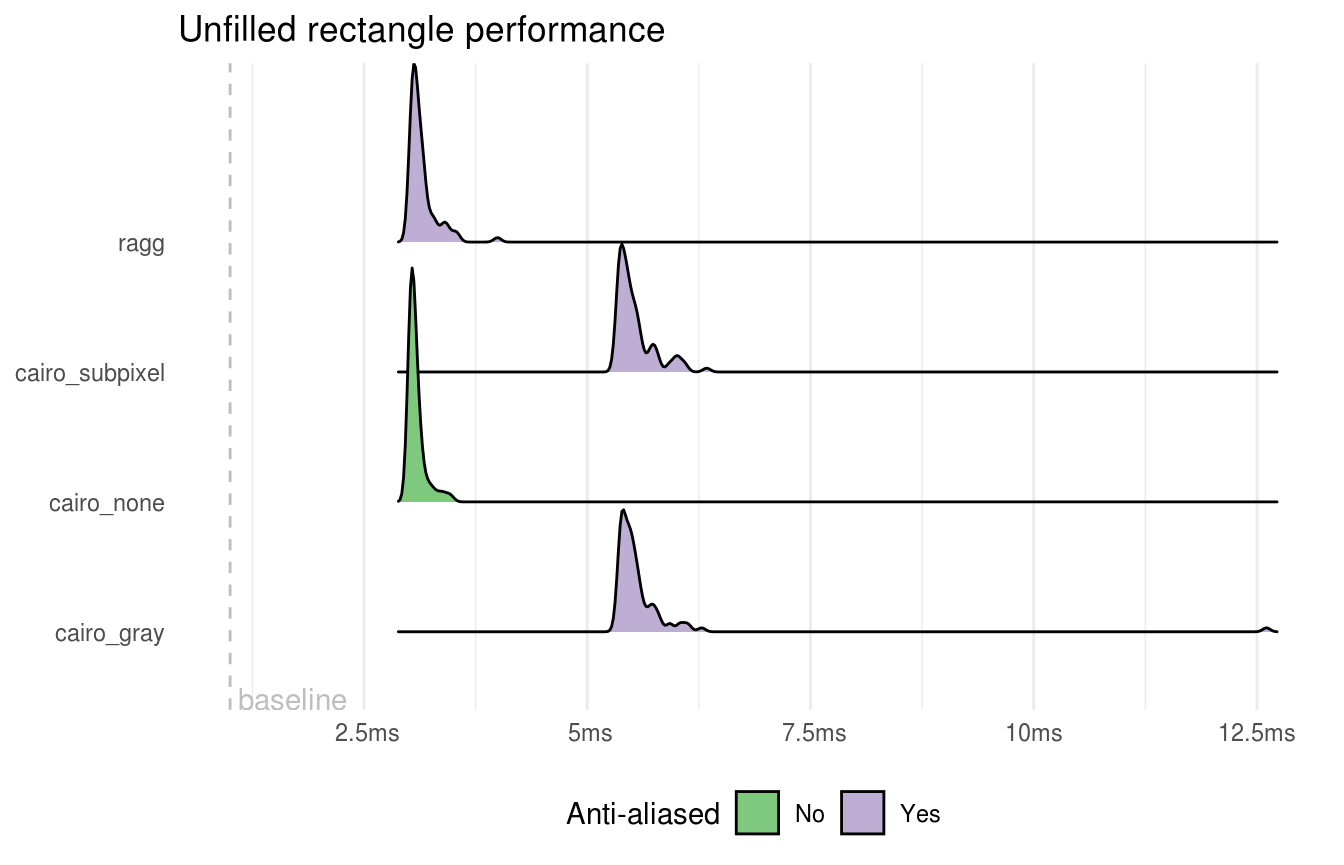 Unfilled rectangle performance
ragg
cairo_subpixel
cairo_none
cairo_gray
baseline
2.5ms 5ms 7.5ms 10ms 12.5ms
Anti-aliased No Yes